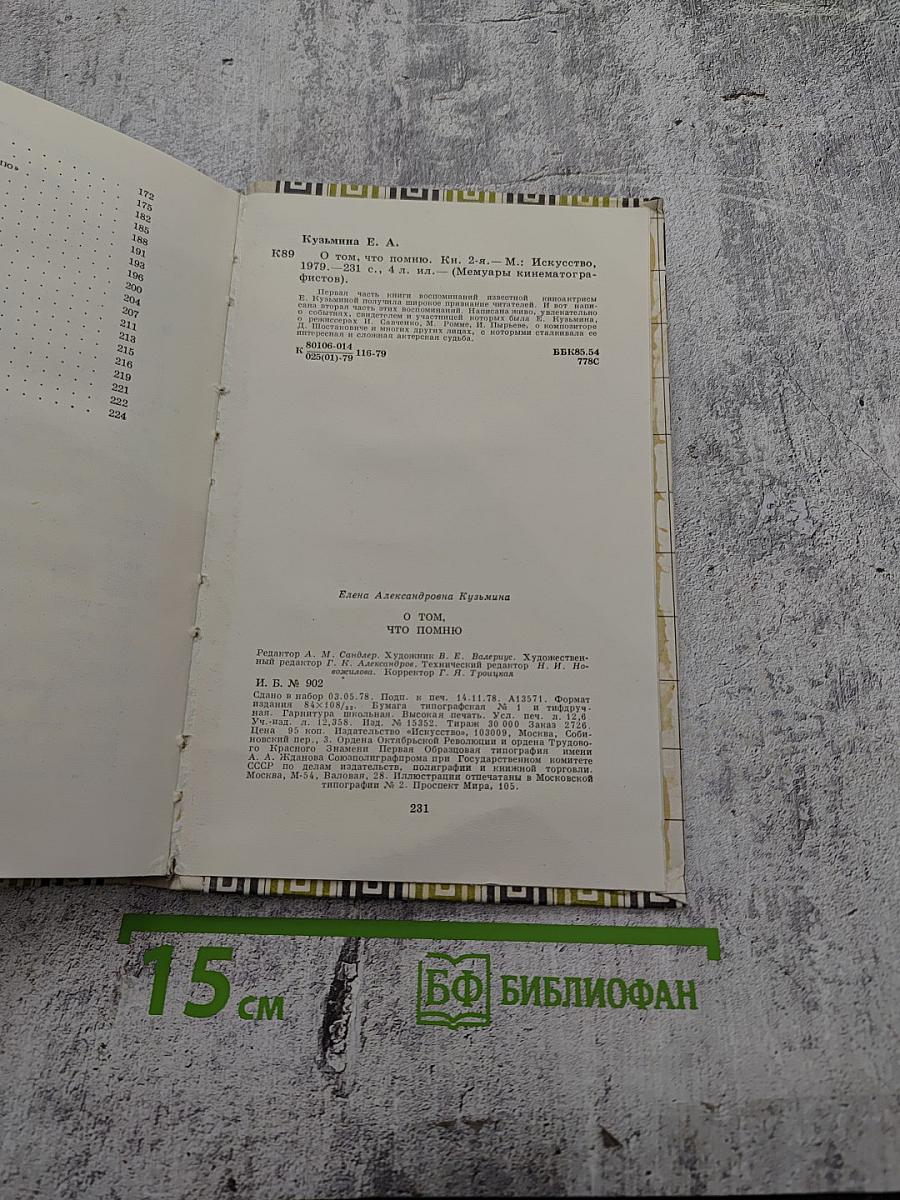 ню»
172
175
182
185
188
191
193
196
200
204
207
211
213
215
216
219
221
222
224
Кузьмина Е. А.
К89 О том, что помню. Кн. 2-я.— М.: Искусство,
1979.—231 с., 4 л. ил.— (Мемуары кинематогра-
фистов).
Первая часть книги воспоминаний известной киноактрисы
Е. Кузьминой получила широкое признание читателей. И вот напи-
сана вторая часть этих воспоминаний. Написана живо, увлекательно
о событиях, свидетелем и участницей которых была Е. Кузьмина,
о режиссерах И. Савченко, М. Ромме, И. Пырьеве, о композиторе
Д. Шостаковиче и многих других лицах, с которыми сталкивала ее
интересная и сложная актерская судьба.
К 80106-014
025(01)-79 116-79
ББК85.54
778С
Елена Александровна Кузьмина
О ТОМ,
ЧТО ПОМНЮ
Редактор А. М. Сандлер. Художник В. Е. Валериус. Художествен-
ный редактор Г. К. Александров. Технический редактор Н. И. Но-
вожилова. Корректор Г. Я. Троицкая
И. Б. № 902
Сдано в набор 03.05.78. Подп. к печ. 14.11.78. А13571. Формат
издания 84×108/32. Бумага типографская № 1 и тифдруч-
ная. Гарнитура школьная. Высокая печать. Усл. печ. л. 12,6
Уч.-изд. л. 12,358. Изд. № 15352. Тираж 30 000 Заказ 2726.
Цена 95 коп. Издательство «Искусство», 103009, Москва, Соби-
новский пер., 3. Ордена Октябрьской Революции и ордена Трудово-
го Красного Знамени Первая Образцовая типография имени
А. А. Жданова Союзполиграфпрома при Государственном комитете
СССР по делам издательств, полиграфии и книжной торговли.
Москва, М-54, Валовая, 28. Иллюстрации отпечатаны в Московской
типографии № 2. Проспект Мира, 105.
231
15 см
БФ БИБЛИОФАН